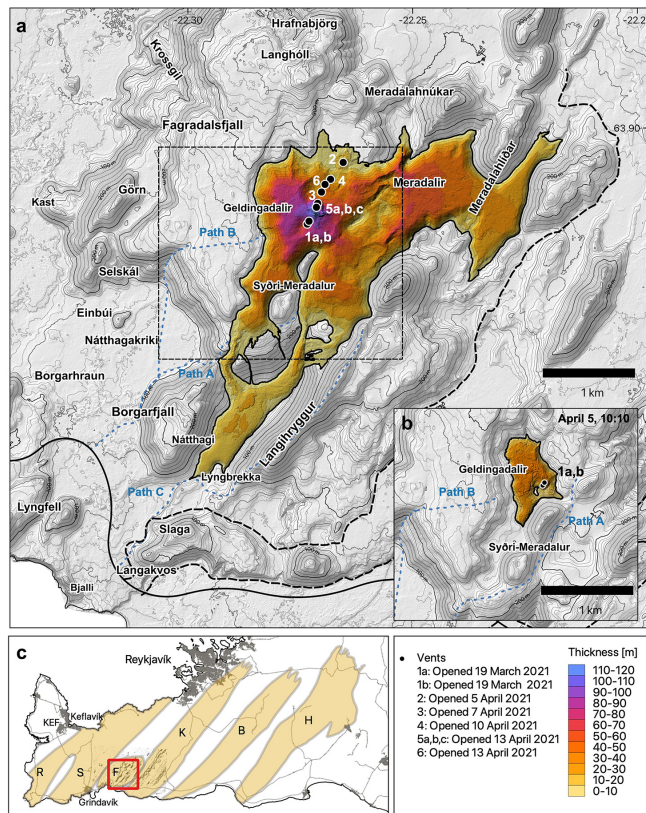 -22.30
-22.25
-22.2
a
Hrafnabjörg
Langhóll
Krossgil
Kast
Meradalahnúkar
Fagradalsfjall
63.90
2
Meradalahlíðar
6
4
Görn
3
Meradalir
Geldingadalir
5a,b,c
Path B
1a,b
Selskál
Syðri-Meradalur
Einbúi
Nátthagakriki
Path A
Borgarhraun
1 km
Borgarfjall
Langihryggur
b
April 5, 10:10
Nátthagi
Geldingadalir
1a,b
Lyngbrekka
Path B
Path C
Lyngfell
Path A
Slaga
Syðri-Meradalur
Langakvos
Bjalli
1 km
c
Reykjavík
Keflavík
KEF
K
B
H
R
S
F
Grindavík
Vents
1a: Opened 19 March 2021
1b: Opened 19 March 2021
2: Opened 5 April 2021
3: Opened 7 April 2021
4: Opened 10 April 2021
5a,b,c: Opened 13 April 2021
6: Opened 13 April 2021
Thickness [m]
110-120
100-110
90-100
80-90
70-80
60-70
50-60
40-50
30-40
20-30
10-20
0-10